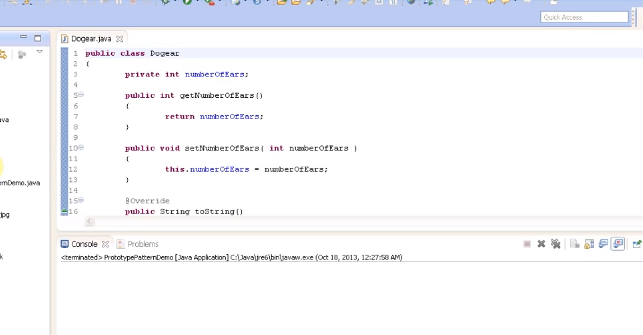 Quick Access
Dogear.java
1 public class Dogear
2 {
3 private int numberOfEars;
4
5 public int getNumberOfEars()
6 {
7 return numberOfEars;
8 }
9
10 public void setNumberOfEars( int numberOfEars )
11 {
12 this.numberOfEars = numberOfEars;
13 }
14
15 @Override
16 public String toString()
ava
rnDemo.java
jpg
k
Console Problems
<terminated> PrototypePatternDemo [Java Application] C:\Java\jre6\bin\javaw.exe (Oct 18, 2013, 12:27:58 AM)